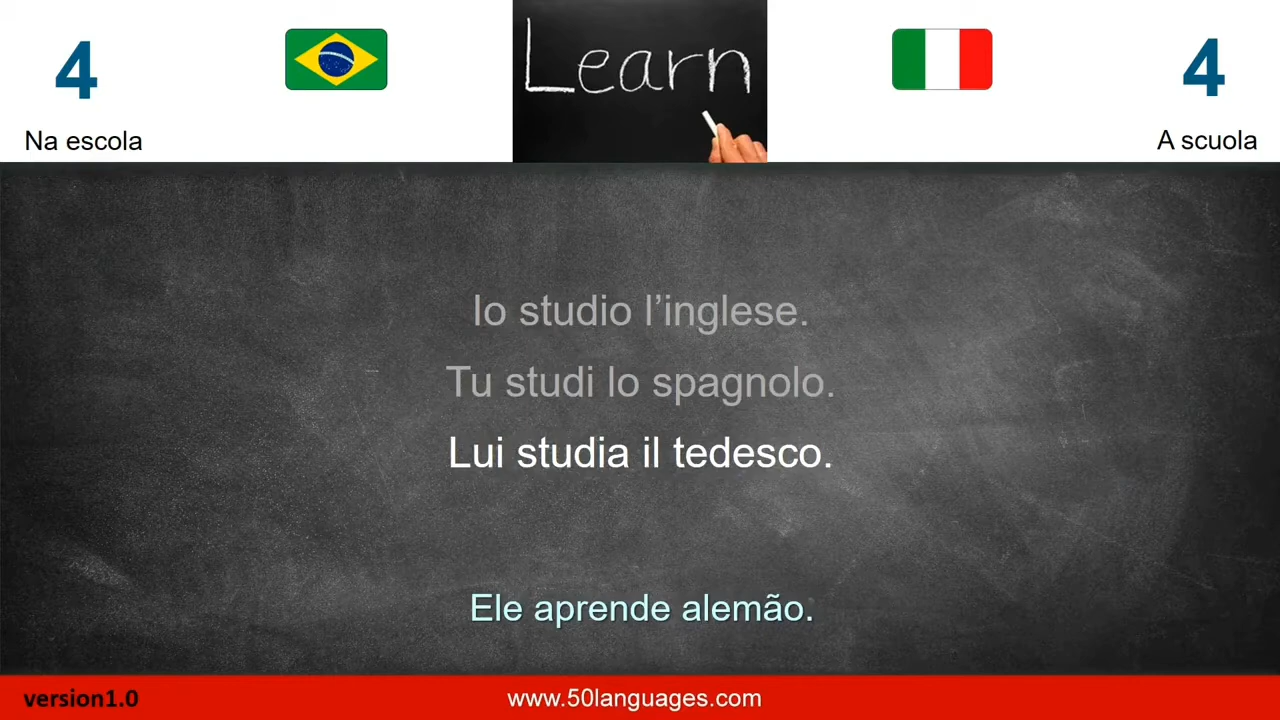 4
Na escola
Learn
4
A scuola
Io studio l’inglese.
Tu studi lo spagnolo.
Lui studia il tedesco.
Ele aprende alemão.
version1.0
www.50languages.com